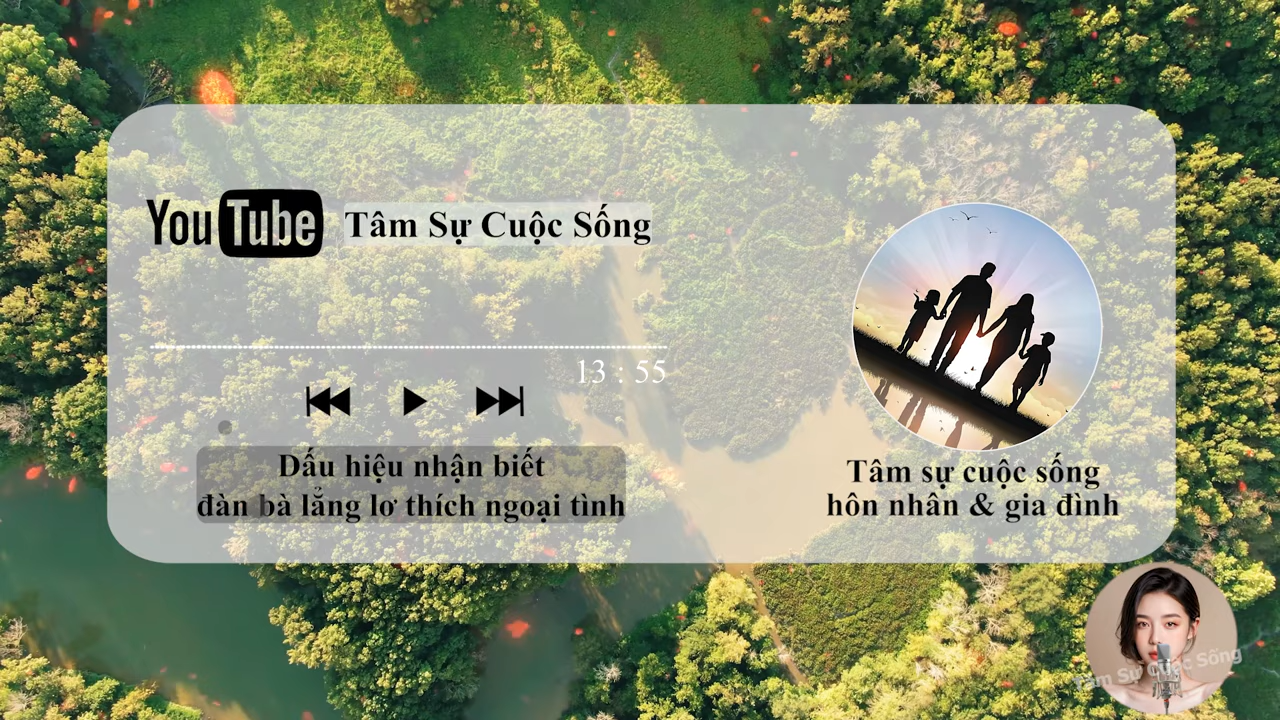 YouTube Tâm Sự Cuộc Sống
13 : 55
Dấu hiệu nhận biết
đàn bà lẳng lơ thích ngoại tình
Tâm sự cuộc sống
hôn nhân & gia đình
Tâm Sự Cuộc Sống